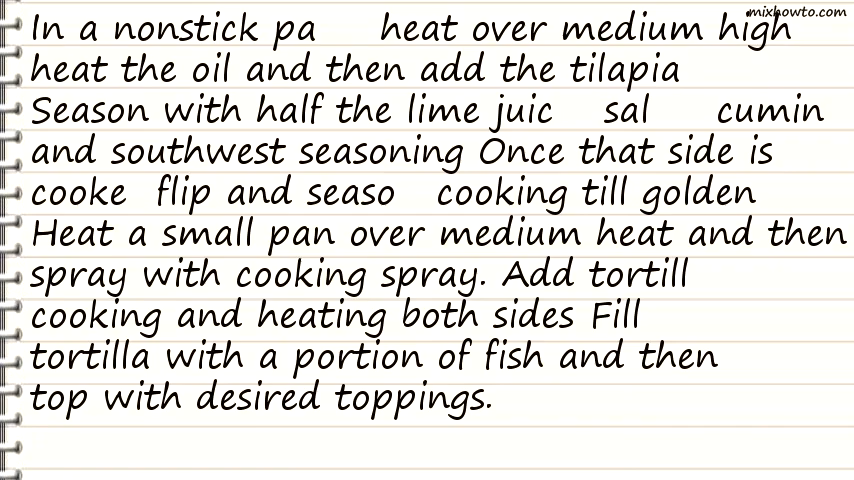 mixhowto.com
In a nonstick pa heat over medium high
heat the oil and then add the tilapia
Season with half the lime juic sal cumin
and southwest seasoning Once that side is
cooke flip and seaso cooking till golden
Heat a small pan over medium heat and then
spray with cooking spray. Add tortill
cooking and heating both sides Fill
tortilla with a portion of fish and then
top with desired toppings.